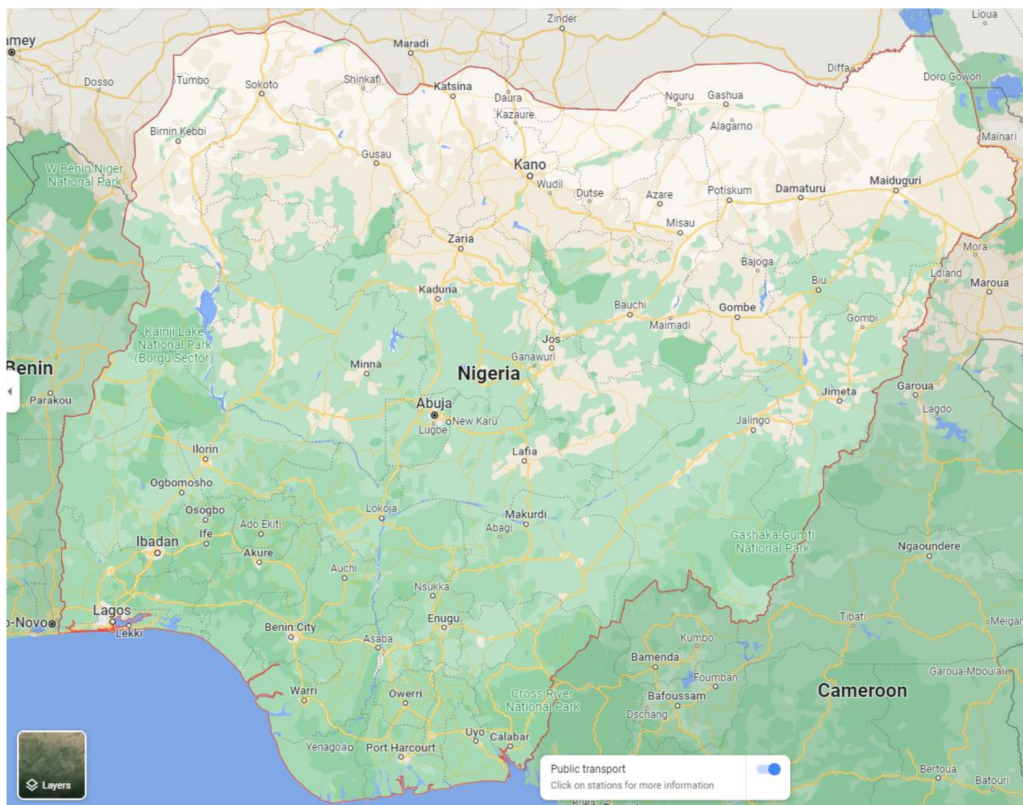 Lioua
Zinder
amey
Maradi
Diffa
Doro Gowon
Dosso
Tumbo
Sokoto
Shinkafi
Katsina
Daura
Nguru
Gashua
Kazaure
Alagarno
Birnin Kebbi
Mainari
Gusau
Kano
W Benin Niger
National Park
Wudil
Dutse
Azare
Potiskum
Damaturu
Maiduguri
Misau
Zaria
Mora
Bajoga
Ldland
Kaduna
Biu
Maroua
Bauchi
Gombe
Maimadi
Gombi
Kainji Lake
National Park
(Borgu Sector)
Jos
Ganawuri
Benin
Minna
Nigeria
Parakou
Garoua
Jimeta
Abuja
Lagdo
New Karu
Lugbe
Jalingo
Ilorin
Lafia
Ogbomosho
Osogbo
Lokoja
Makurdi
Ado Ekiti
Abagi
Ife
Ibadan
Gashaka-Gumti
National Park
Akure
Ngaoundere
Auchi
Nsukka
Lagos
o-Novo
Lekki
Benin City
Enugu
Tibati
Meigan
Asaba
Kumbo
Bamenda
Garoua-Mboulai
Foumban
Warri
Owerri
Cross River
National Park
Bafoussam
Cameroon
Dschang
Uyo
Calabar
Yenagoa
Port Harcourt
Public transport
Click on stations for more information
Bertoua
Batouri
Layers
Buea